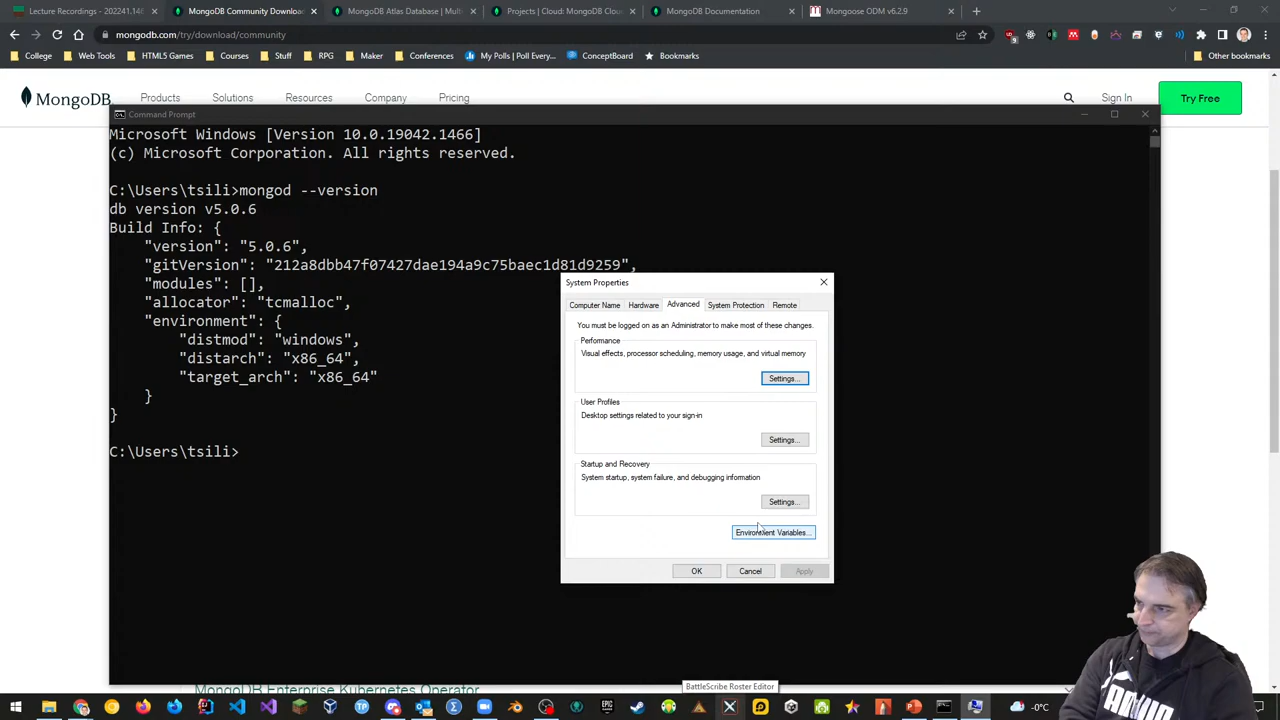 Lecture Recordings - 202241.148
MongoDB Community Download
MongoDB Atlas Database | Mult
Projects | Cloud: MongoDB Cloud
MongoDB Documentation
Mongoose ODM v6.2.9
mongodb.com/try/download/community
College
Web Tools
HTML5 Games
Courses
RPG
Stuff
Conferences
My Polls | Poll Every...
ConceptBoard
Bookmarks
Other bookmarks
MongoDB.
Products
Solutions
Resources
Company
Pricing
Sign In
Try Free
Command Prompt
Microsoft Windows [Version 10.0.19042.1466]
(c) Microsoft Corporation. All rights reserved.
C:\Users\tsili>mongod --version
db version v5.0.6
Build Info: {
"version": "5.0.6",
"gitVersion": "212a8dbb47f07427dae194a9c75baec1d81d9259",
"modules": [],
"allocator": "tcmalloc",
"environment": {
"distmod": "windows",
"distarch": "x86_64",
"target_arch": "x86_64"
}
}
C:\Users\tsili>
System Properties
Computer Name
Hardware
Advanced
System Protection
Remote
You must be logged on as an Administrator to make most of these changes.
Performance
Visual effects, processor scheduling, memory usage, and virtual memory
Settings...
User Profiles
Desktop settings related to your sign-in
Settings...
Startup and Recovery
System startup, system failure, and debugging information
Settings...
Environment Variables...
OK
Cancel
Apply
BattleScribe Roster Editor
MongoDB Enterprise Kubernetes Operator
-0°C